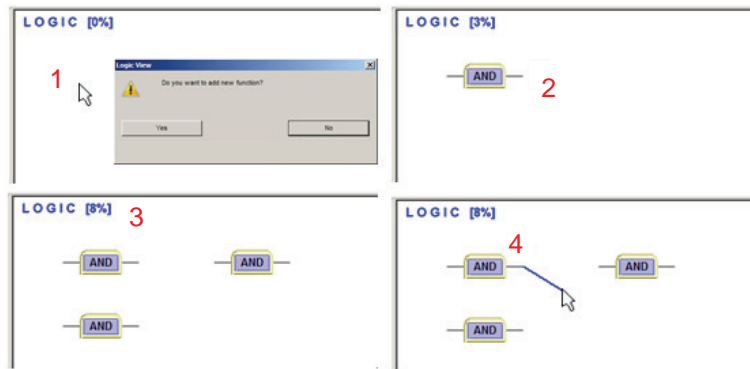 LOGIC [0%]
1
Logic View
Do you want to add new function?
Yes
No
LOGIC [3%]
AND
2
LOGIC [8%]
3
AND
AND
AND
LOGIC [8%]
4
AND
AND
AND